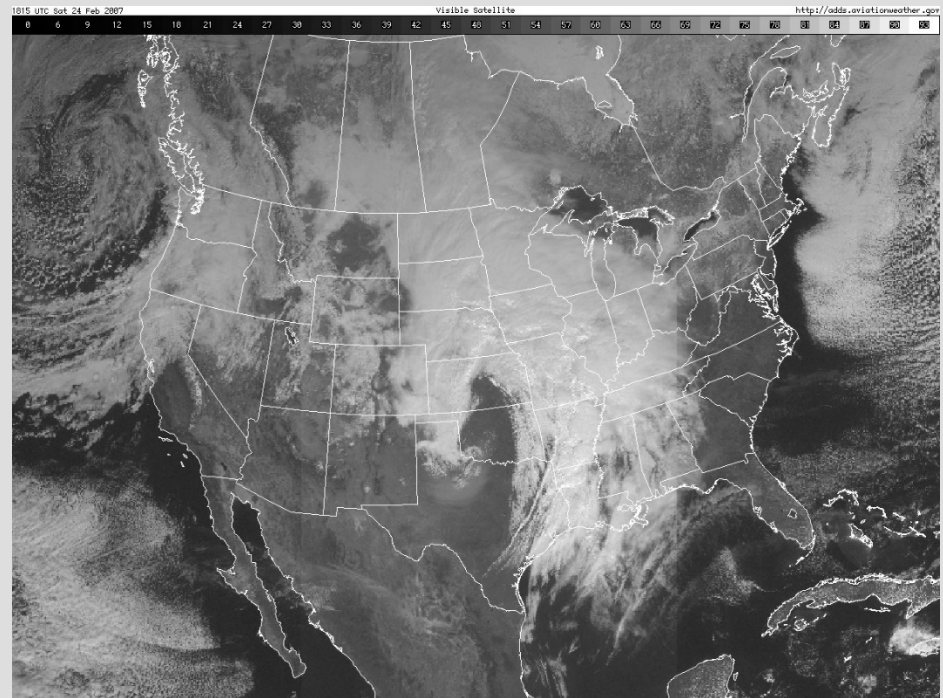 1815 UTC Sat 24 Feb 2007 Visible Satellite http://adds.aviationweather.gov
0 6 9 12 15 18 21 24 27 30 33 36 39 42 45 48 51 54 57 60 63 66 69 72 75 78 81 84 87 90 93